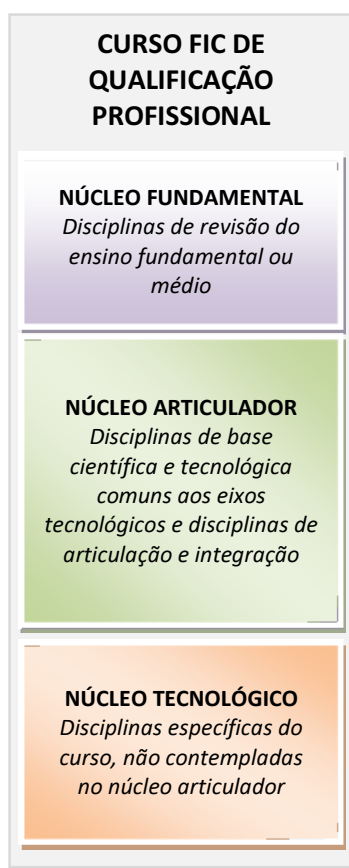 CURSO FIC DE
QUALIFICAÇÃO
PROFISSIONAL
NÚCLEO FUNDAMENTAL
Disciplinas de revisão do
ensino fundamental ou
médio
NÚCLEO ARTICULADOR
Disciplinas de base
científica e tecnológica
comuns aos eixos
tecnológicos e disciplinas de
articulação e integração
NÚCLEO TECNOLÓGICO
Disciplinas específicas do
curso, não contempladas
no núcleo articulador